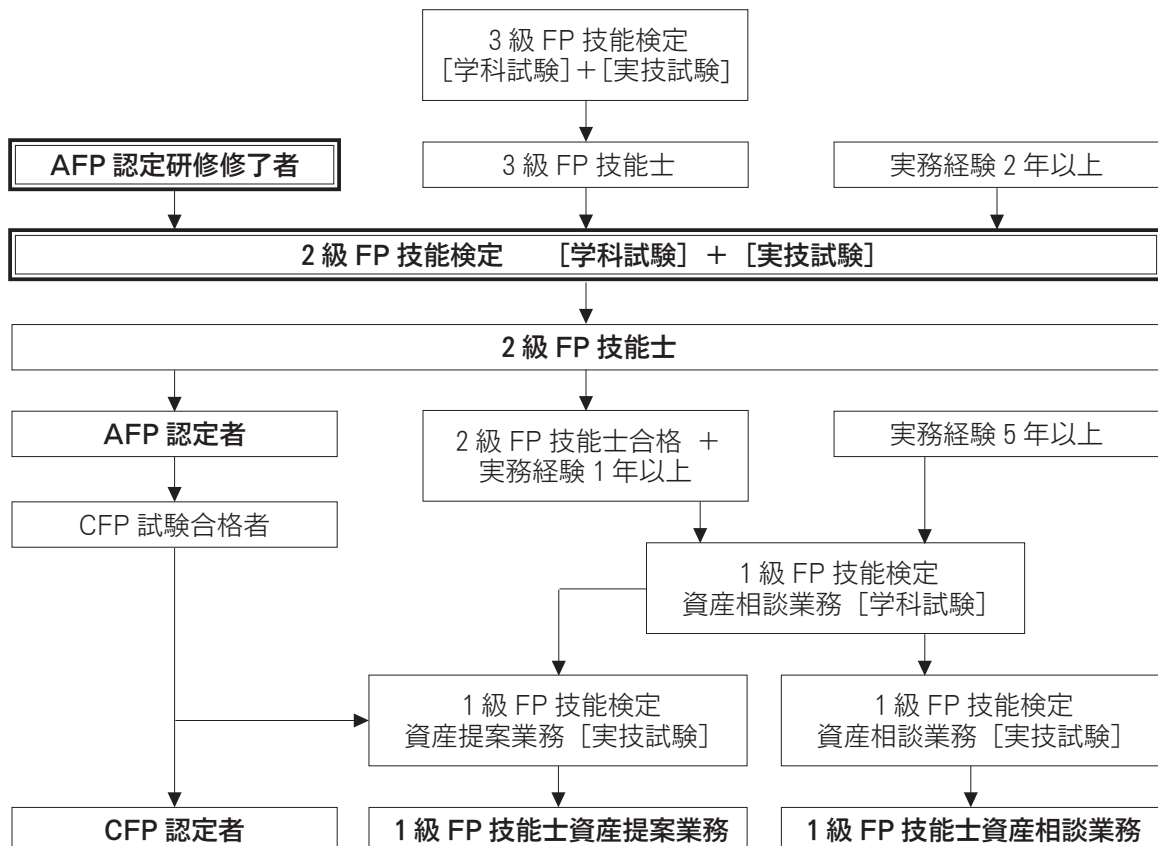 3 級 FP 技能検定
［学科試験］＋［実技試験］
AFP 認定研修修了者
3 級 FP 技能士
実務経験 2 年以上
2 級 FP 技能検定　［学科試験］ ＋ ［実技試験］
2 級 FP 技能士
AFP 認定者
2 級 FP 技能士合格 ＋
実務経験 1 年以上
実務経験 5 年以上
CFP 試験合格者
1 級 FP 技能検定
資産相談業務［学科試験］
1 級 FP 技能検定
資産提案業務［実技試験］
1 級 FP 技能検定
資産相談業務［実技試験］
CFP 認定者
1 級 FP 技能士資産提案業務
1 級 FP 技能士資産相談業務